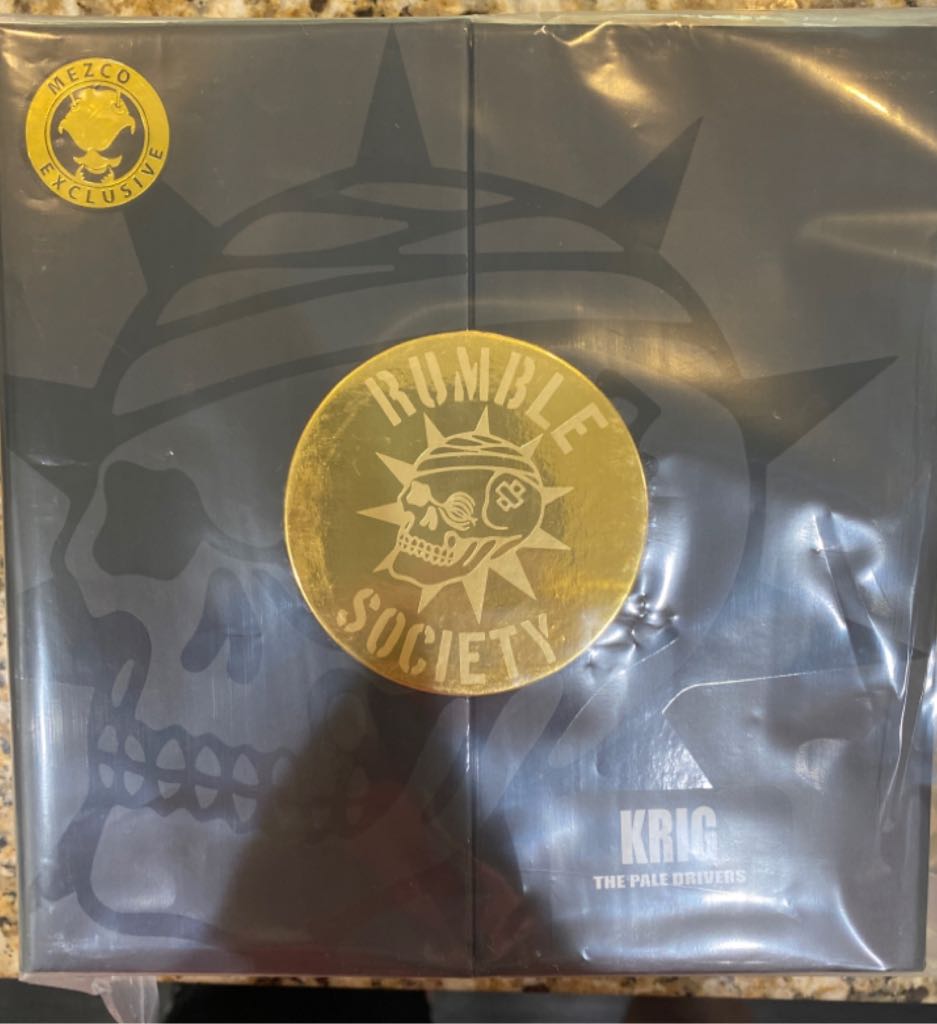 MEZCO
EXCLUSIVE
RUMBLE
SOCIETY
KRIG
THE PALE DRIVERS